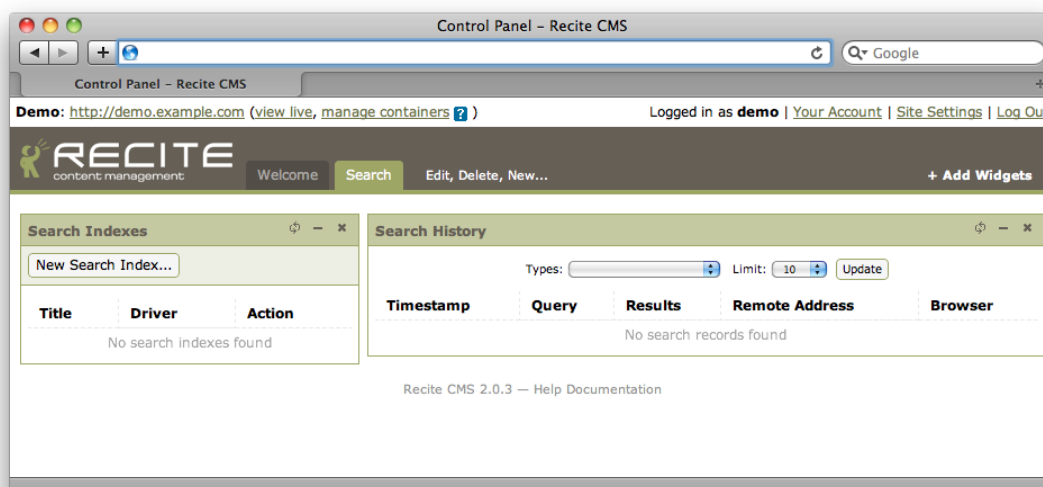 Control Panel – Recite CMS
Google
Control Panel – Recite CMS
Demo: http://demo.example.com (view live, manage containers ? ) Logged in as demo | Your Account | Site Settings | Log Ou
RECITE
content management
Welcome Search Edit, Delete, New... + Add Widgets
Search Indexes
New Search Index...
Title Driver Action
No search indexes found
Search History
Types: Limit: 10 Update
Timestamp Query Results Remote Address Browser
No search records found
Recite CMS 2.0.3 — Help Documentation